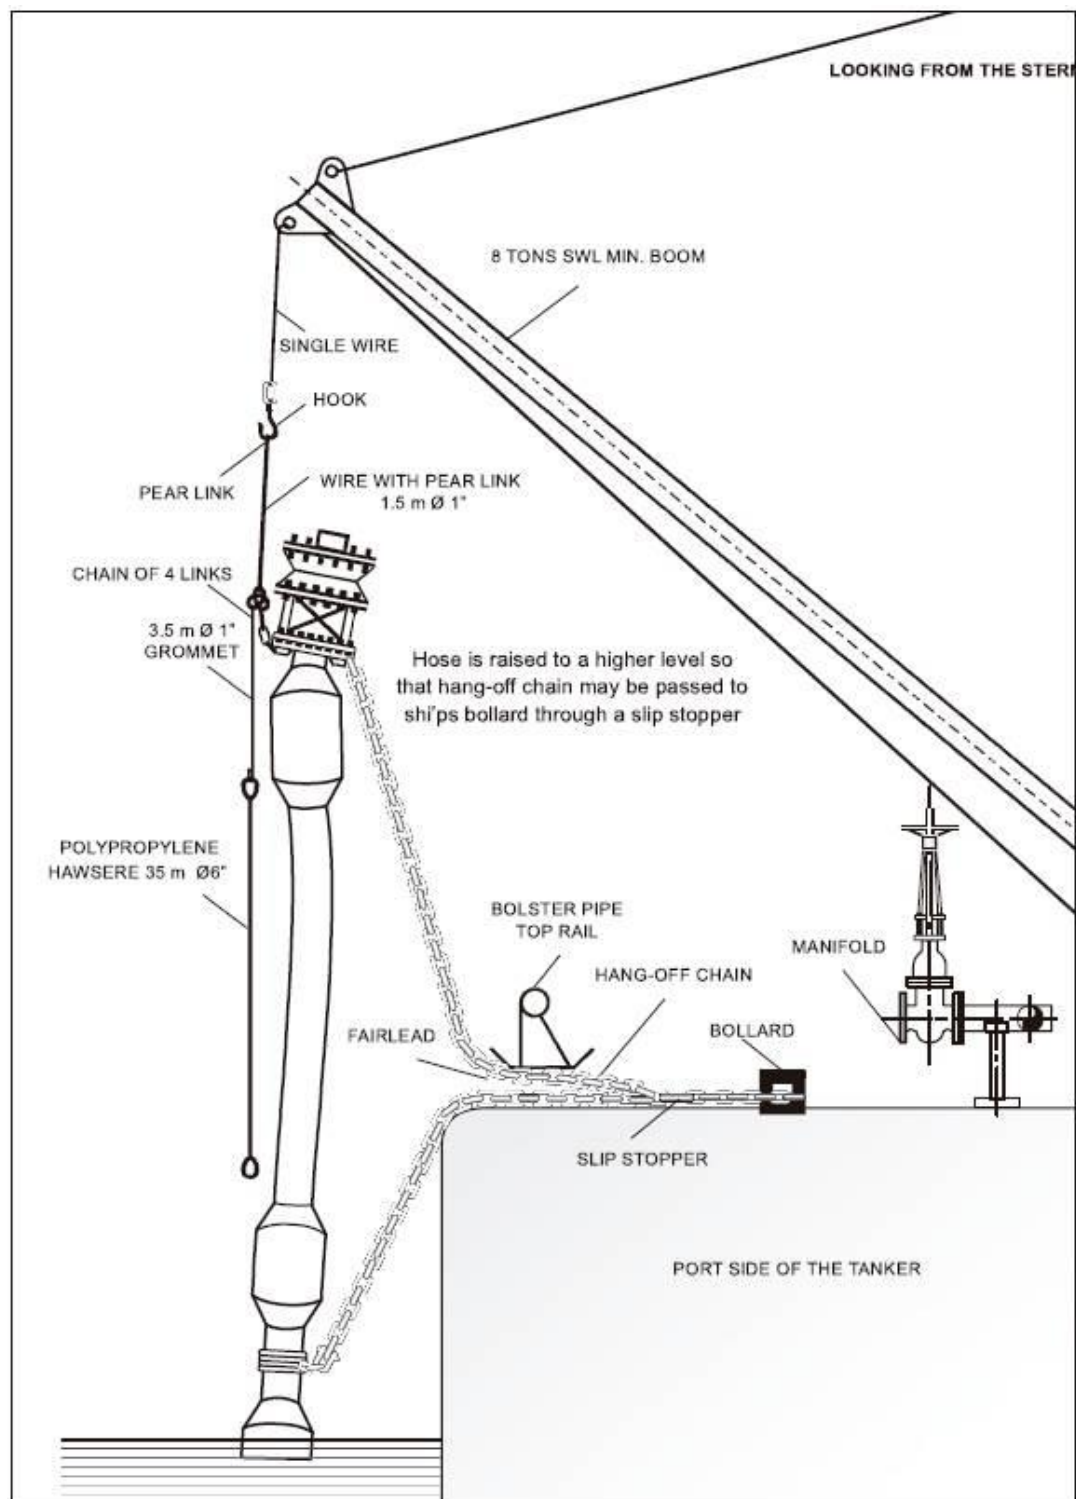 LOOKING FROM THE STERN
8 TONS SWL MIN. BOOM
SINGLE WIRE
HOOK
PEAR LINK
WIRE WITH PEAR LINK
1.5 m Ø 1"
CHAIN OF 4 LINKS
3.5 m Ø 1"
GROMMET
Hose is raised to a higher level so
that hang-off chain may be passed to
shi'ps bollard through a slip stopper
POLYPROPYLENE
HAWSERE 35 m Ø6"
BOLSTER PIPE
TOP RAIL
MANIFOLD
HANG-OFF CHAIN
FAIRLEAD
BOLLARD
SLIP STOPPER
PORT SIDE OF THE TANKER